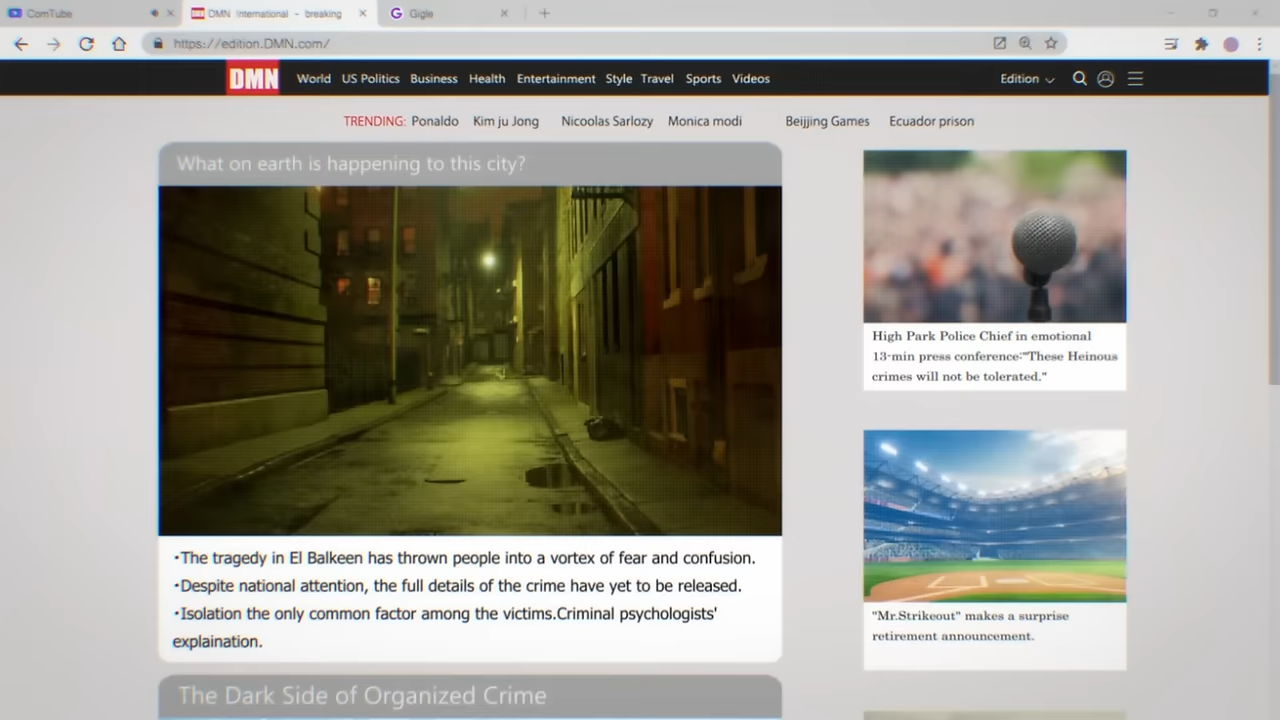 ComTube
DMN International - breaking
Gigle
https://edition.DMN.com/
DMN World US Politics Business Health Entertainment Style Travel Sports Videos Edition
TRENDING: Ponaldo Kim ju Jong Nicoolas Sarlozy Monica modi Beijjing Games Ecuador prison
What on earth is happening to this city?
•The tragedy in El Balkeen has thrown people into a vortex of fear and confusion.
•Despite national attention, the full details of the crime have yet to be released.
•Isolation the only common factor among the victims.Criminal psychologists'
explaination.
The Dark Side of Organized Crime
High Park Police Chief in emotional
13-min press conference:"These Heinous
crimes will not be tolerated."
"Mr.Strikeout" makes a surprise
retirement announcement.